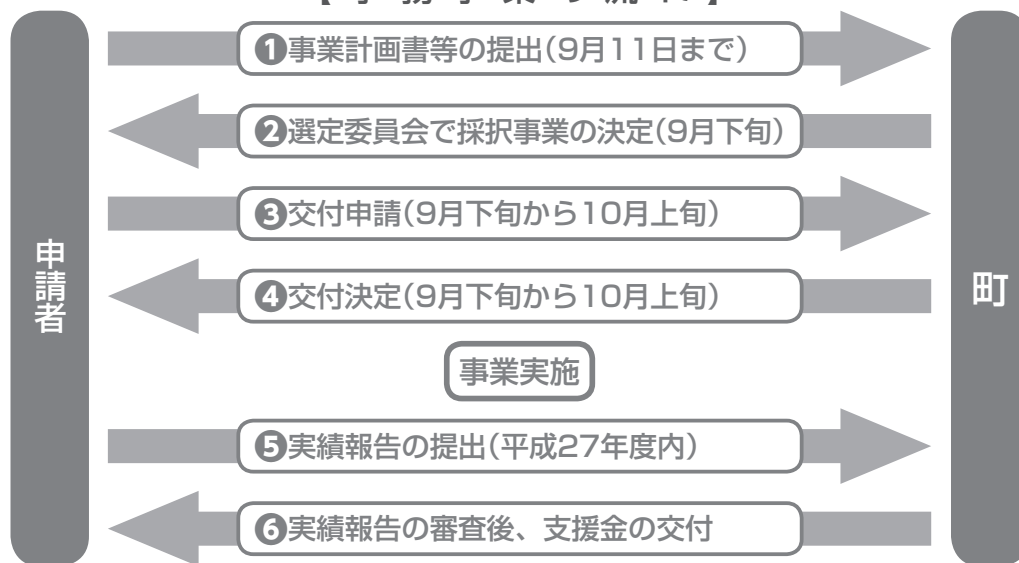 ❶事業計画書等の提出(9月11日まで)
❷選定委員会で採択事業の決定(9月下旬)
❸交付申請(9月下旬から10月上旬)
申請者
町
❹交付決定(9月下旬から10月上旬)
事業実施
❺実績報告の提出(平成27年度内)
❻実績報告の審査後、支援金の交付